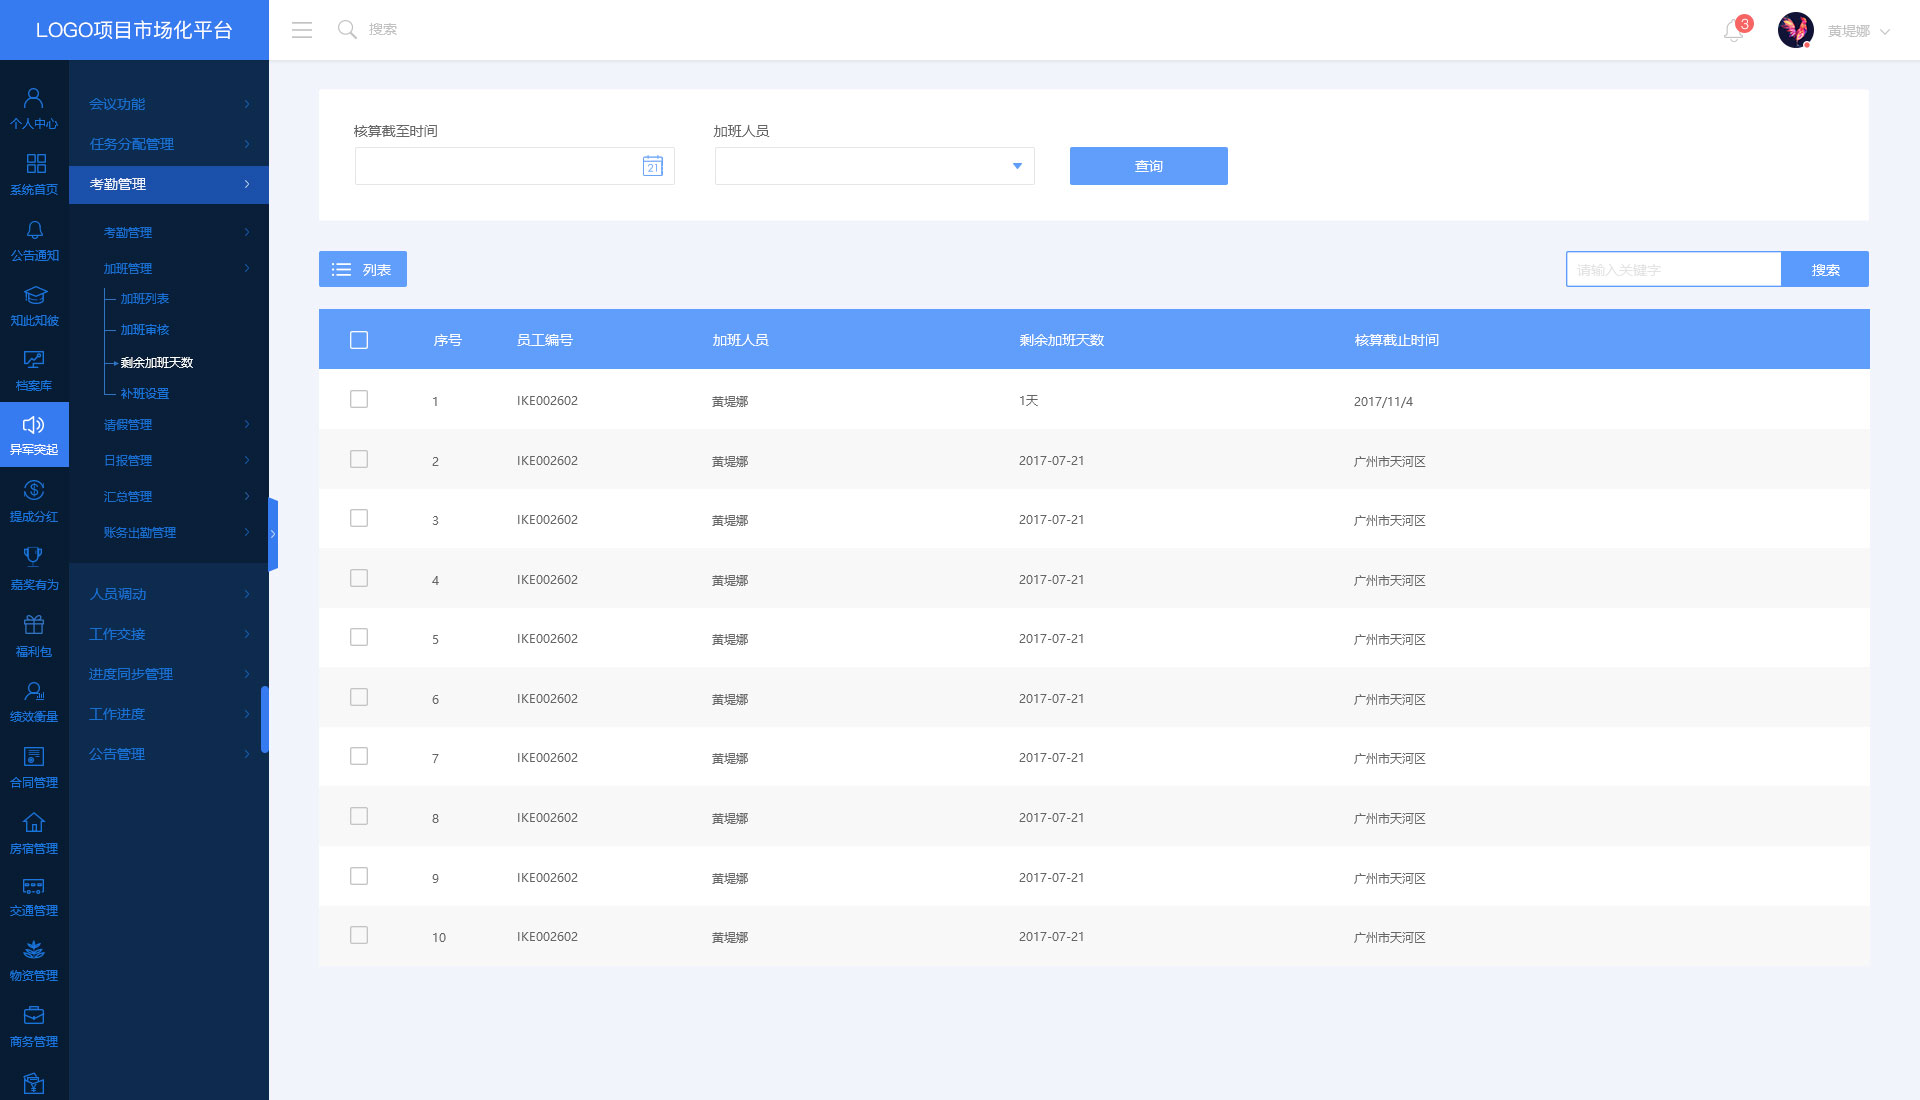 LOGO项目市场化平台
搜索
3
黄堤娜
个人中心
系统首页
公告通知
知此知彼
档案库
异军突起
提成分红
嘉奖有为
福利包
绩效衡量
合同管理
房宿管理
交通管理
物资管理
商务管理
会议功能
任务分配管理
考勤管理
考勤管理
加班管理
加班列表
加班审核
剩余加班天数
补班设置
请假管理
日报管理
汇总管理
账务出勤管理
人员调动
工作交接
进度同步管理
工作进度
公告管理
核算截至时间 加班人员
21 查询
列表 请输入关键字 搜索
序号 员工编号 加班人员 剩余加班天数 核算截止时间
1 IKE002602 黄堤娜 1天 2017/11/4
2 IKE002602 黄堤娜 2017-07-21 广州市天河区
3 IKE002602 黄堤娜 2017-07-21 广州市天河区
4 IKE002602 黄堤娜 2017-07-21 广州市天河区
5 IKE002602 黄堤娜 2017-07-21 广州市天河区
6 IKE002602 黄堤娜 2017-07-21 广州市天河区
7 IKE002602 黄堤娜 2017-07-21 广州市天河区
8 IKE002602 黄堤娜 2017-07-21 广州市天河区
9 IKE002602 黄堤娜 2017-07-21 广州市天河区
10 IKE002602 黄堤娜 2017-07-21 广州市天河区